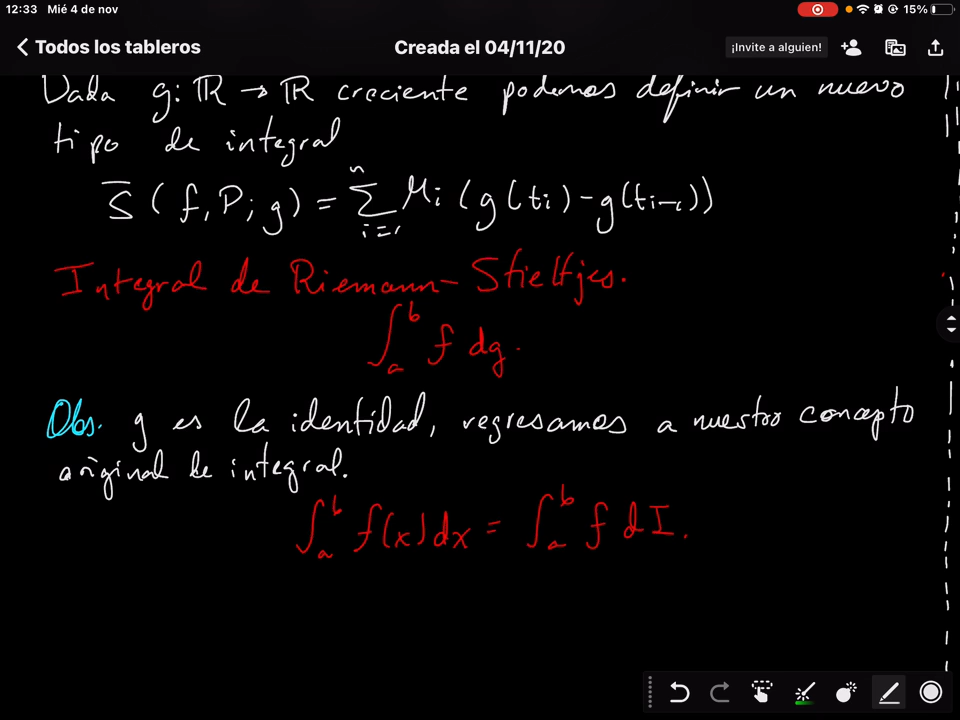 12:33 Mié 4 de nov 15%
Todos los tableros Creada el 04/11/20 ¡Invite a alguien!
Dada g: ℝ → ℝ creciente podemos definir un nuevo
tipo de integral
S̅ (f, P; g) = ∑_{i=1}^{n} Mi (g(ti) - g(ti-1))
Integral de Riemann-Stieltjes.
∫_a^b f dg.
Obs. g es la identidad, regresamos a nuestro concepto
original de integral.
∫_a^b f(x)dx = ∫_a^b f dI.